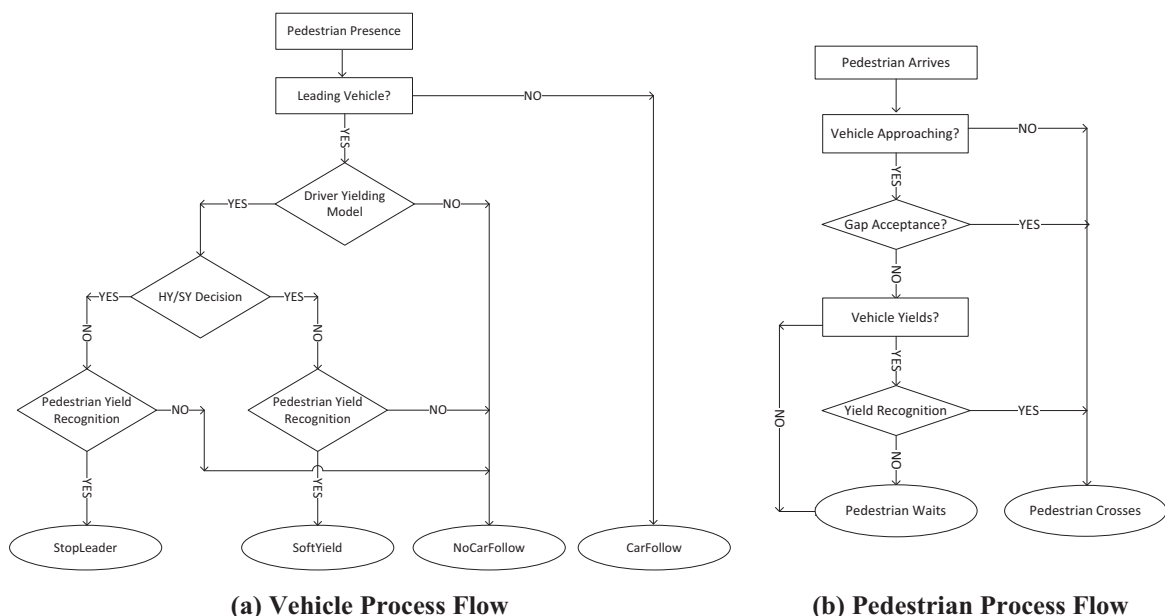 Pedestrian Presence
Leading Vehicle?
NO
YES
Driver Yielding
Model
YES
NO
HY/SY Decision
YES
YES
NO
NO
Pedestrian Yield
Recognition
NO
Pedestrian Yield
Recognition
NO
YES
YES
StopLeader
SoftYield
NoCarFollow
CarFollow
(a) Vehicle Process Flow
Pedestrian Arrives
Vehicle Approaching?
NO
YES
Gap Acceptance?
YES
NO
Vehicle Yields?
YES
NO
Yield Recognition
YES
NO
Pedestrian Waits
Pedestrian Crosses
(b) Pedestrian Process Flow